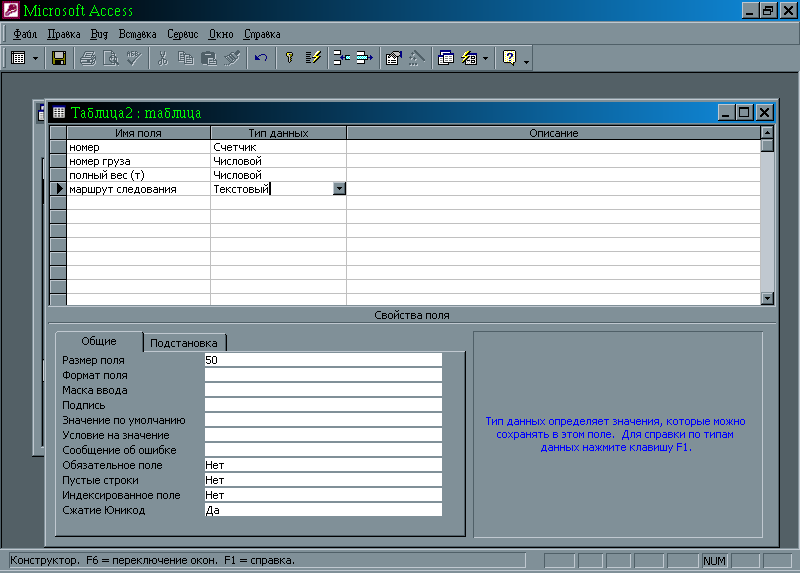 Microsoft Access
Файл Правка Вид Вставка Сервис Окно Справка
Таблица2 : таблица
Имя поля Тип данных Описание
номер Счетчик
номер груза Числовой
полный вес (т) Числовой
маршрут следования Текстовый
Свойства поля
Общие Подстановка
Размер поля 50
Формат поля
Маска ввода
Подпись
Значение по умолчанию
Условие на значение
Сообщение об ошибке
Обязательное поле Нет
Пустые строки Нет
Индексированное поле Нет
Сжатие Юникод Да
Тип данных определяет значения, которые можно
сохранять в этом поле. Для справки по типам
данных нажмите клавишу F1.
Конструктор. F6 = переключение окон. F1 = справка. NUM